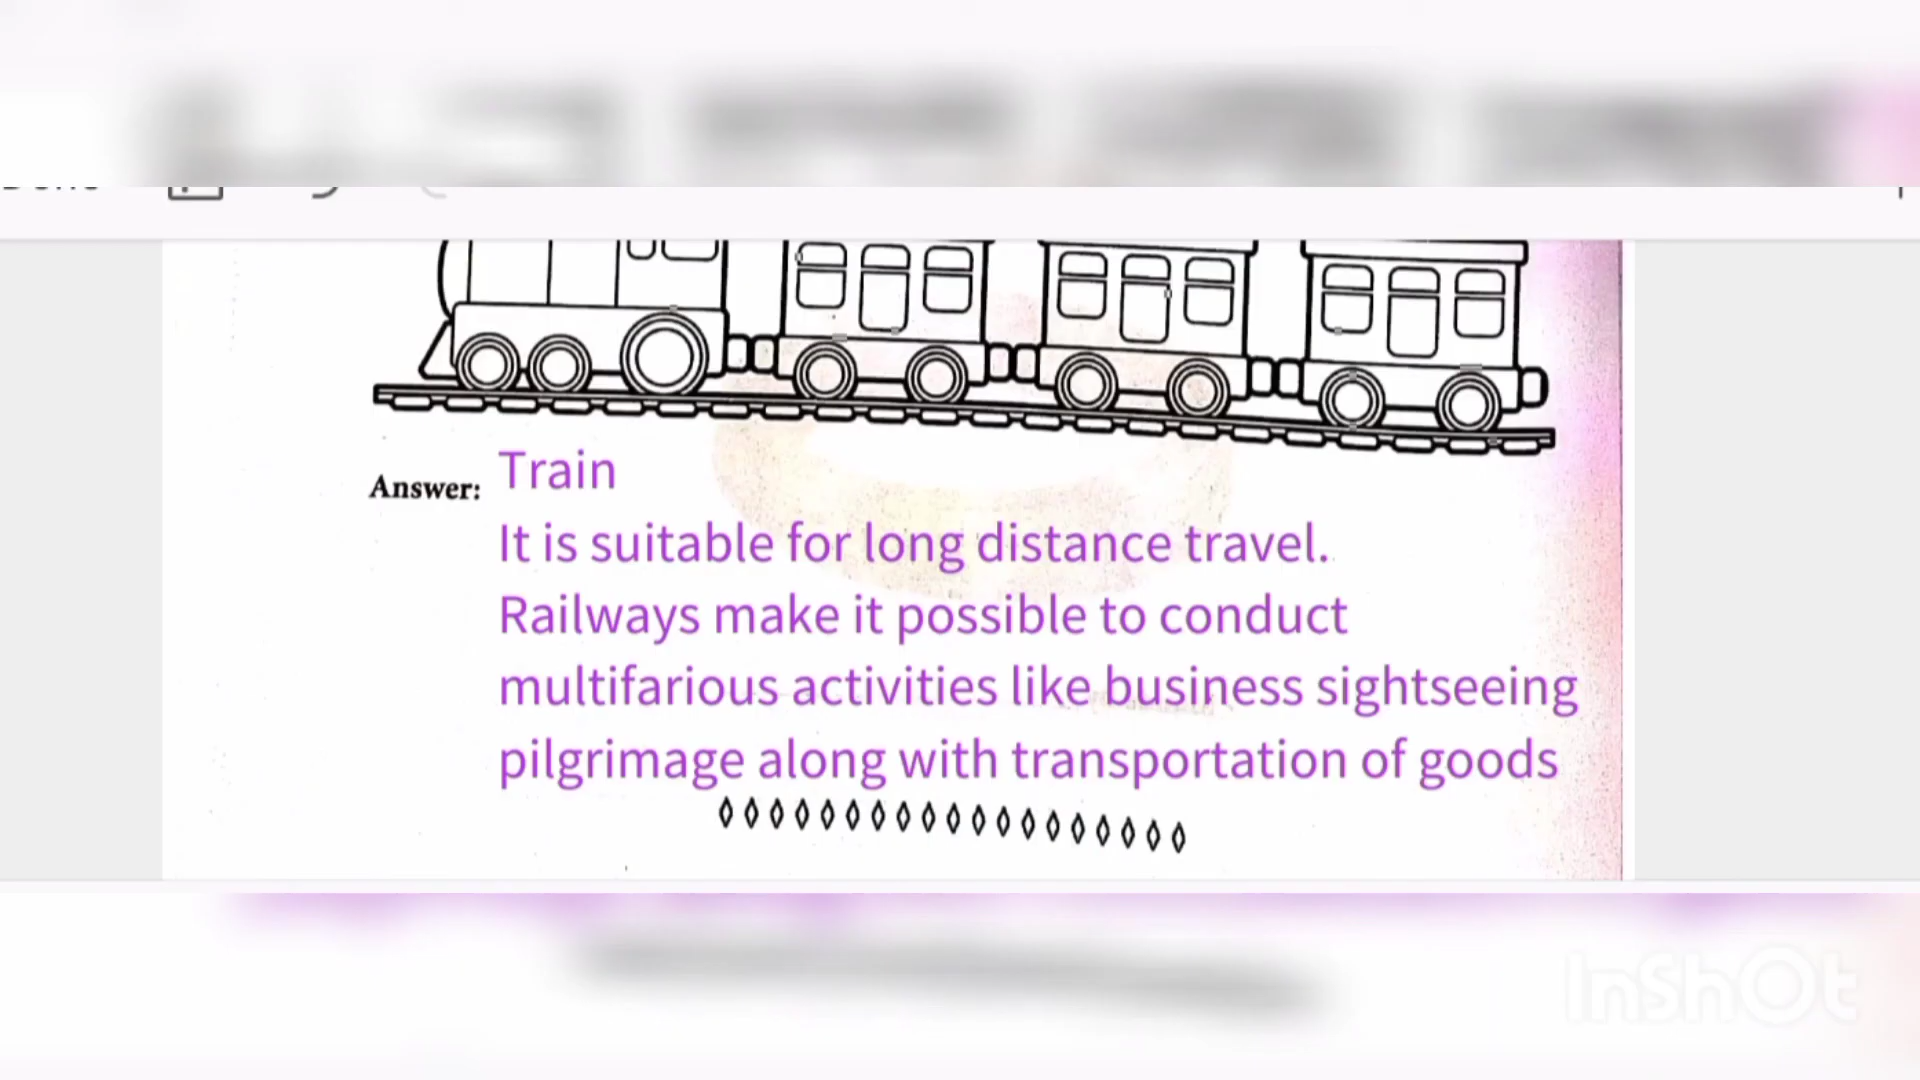 Train
Answer:
It is suitable for long distance travel.
Railways make it possible to conduct
multifarious activities like business sightseeing
pilgrimage along with transportation of goods
InShOt